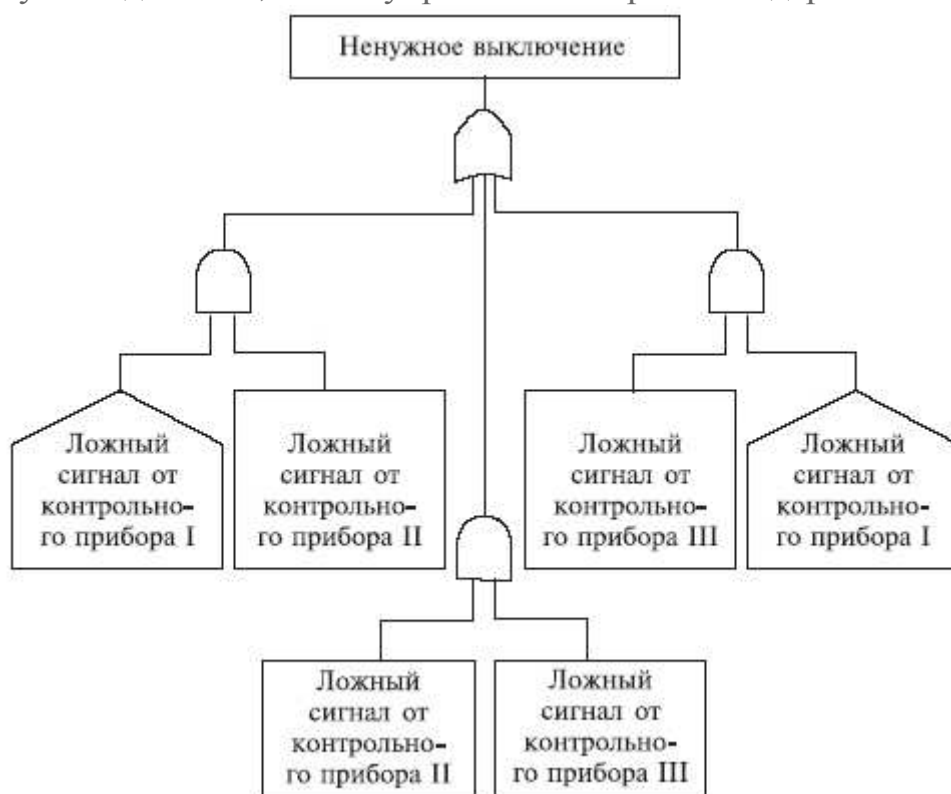 Ненужное выключение
Ложный
сигнал от
контрольно-
го прибора I
Ложный
сигнал от
контрольно-
го прибора II
Ложный
сигнал от
контрольно-
го прибора III
Ложный
сигнал от
контрольно-
го прибора I
Ложный
сигнал от
контрольно-
го прибора II
Ложный
сигнал от
контрольно-
го прибора III